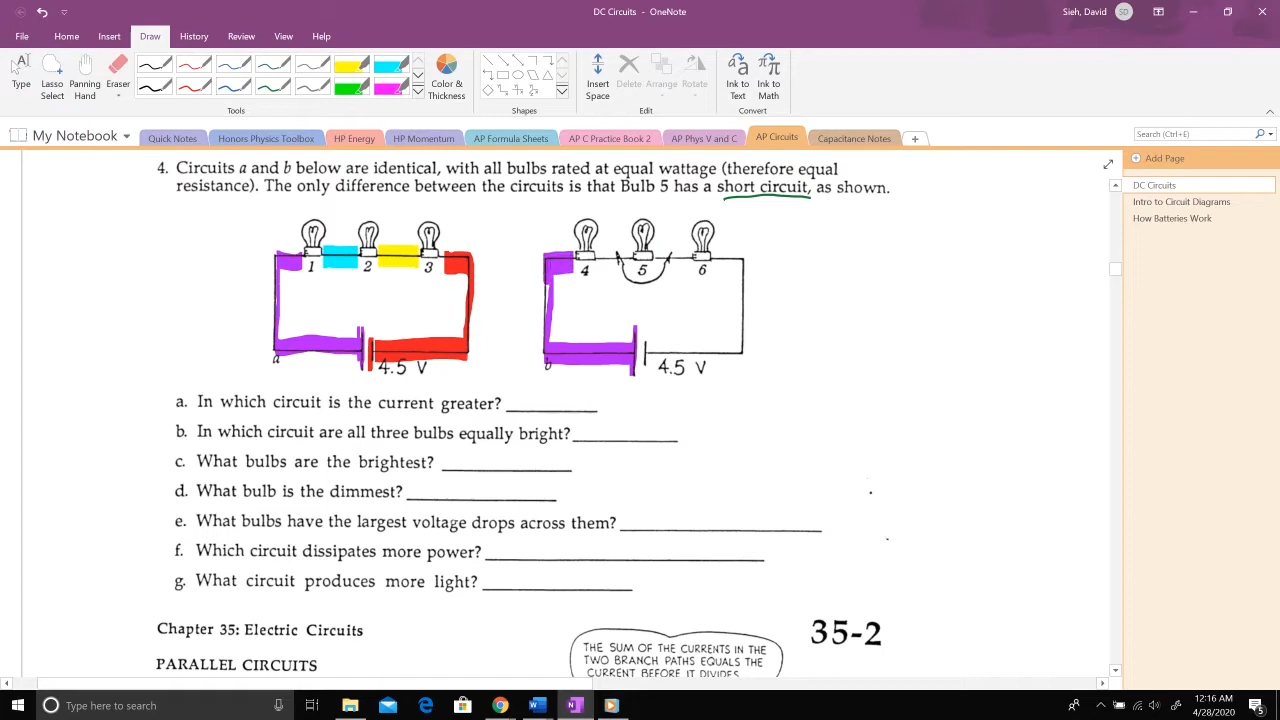 DC Circuits - OneNote
Sieh, David SD
File Home Insert Draw History Review View Help
Type
Lasso Select
Panning Hand
Eraser
Color & Thickness
Insert Space
Delete
Arrange
Rotate
Ink to Text
Ink to Math
Tools Shapes Edit Convert
My Notebook Quick Notes Honors Physics Toolbox HP Energy HP Momentum AP Formula Sheets AP C Practice Book 2 AP Phys V and C AP Circuits Capacitance Notes + Search (Ctrl+E)
Add Page
DC Circuits
Intro to Circuit Diagrams
How Batteries Work
4. Circuits a and b below are identical, with all bulbs rated at equal wattage (therefore equal
resistance). The only difference between the circuits is that Bulb 5 has a short circuit, as shown.
1 2 3 4 5 6
a 4.5 V b 4.5 V
a. In which circuit is the current greater?
b. In which circuit are all three bulbs equally bright?
c. What bulbs are the brightest?
d. What bulb is the dimmest?
e. What bulbs have the largest voltage drops across them?
f. Which circuit dissipates more power?
g. What circuit produces more light?
Chapter 35: Electric Circuits
35-2
PARALLEL CIRCUITS
THE SUM OF THE CURRENTS IN THE
TWO BRANCH PATHS EQUALS THE
CURRENT BEFORE IT DIVIDES
Type here to search
12:16 AM
4/28/2020